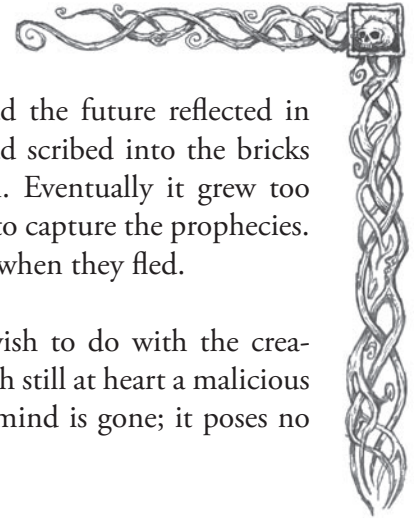 d the future reflected in
d scribed into the bricks
. Eventually it grew too
to capture the prophecies.
when they fled.
vish to do with the crea-
h still at heart a malicious
mind is gone; it poses no